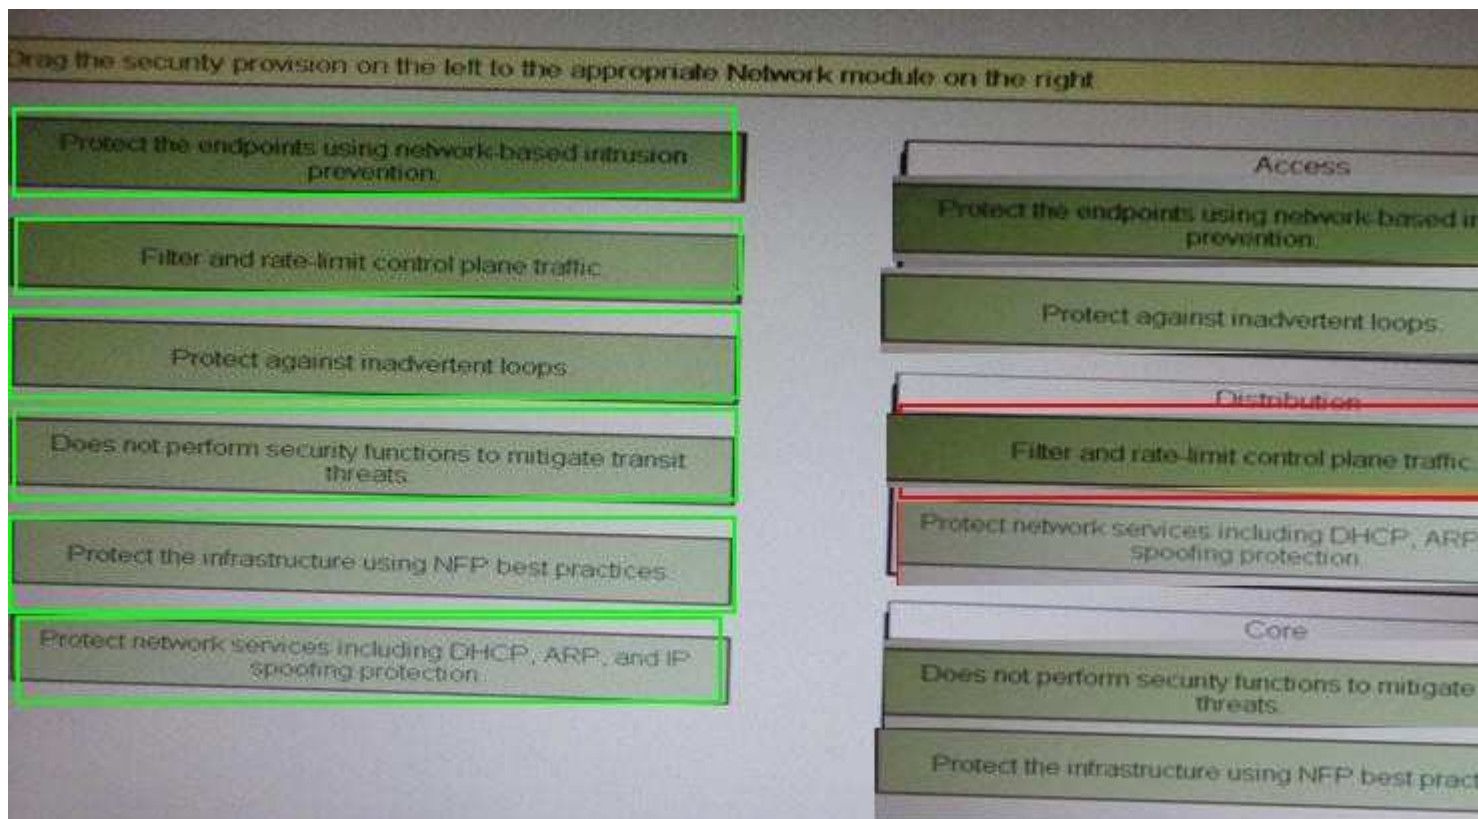 Drag the security provision on the left to the appropriate Network module on the right
Protect the endpoints using network-based intrusion
prevention.
Filter and rate-limit control plane traffic.
Protect against inadvertent loops.
Does not perform security functions to mitigate transit
threats.
Protect the infrastructure using NFP best practices.
Protect network services including DHCP, ARP, and IP
spoofing protection.
Access
Protect the endpoints using network-based in
prevention.
Protect against inadvertent loops.
Distribution
Filter and rate-limit control plane traffic.
Protect network services including DHCP, ARP
spoofing protection.
Core
Does not perform security functions to mitigate
threats.
Protect the infrastructure using NFP best pract